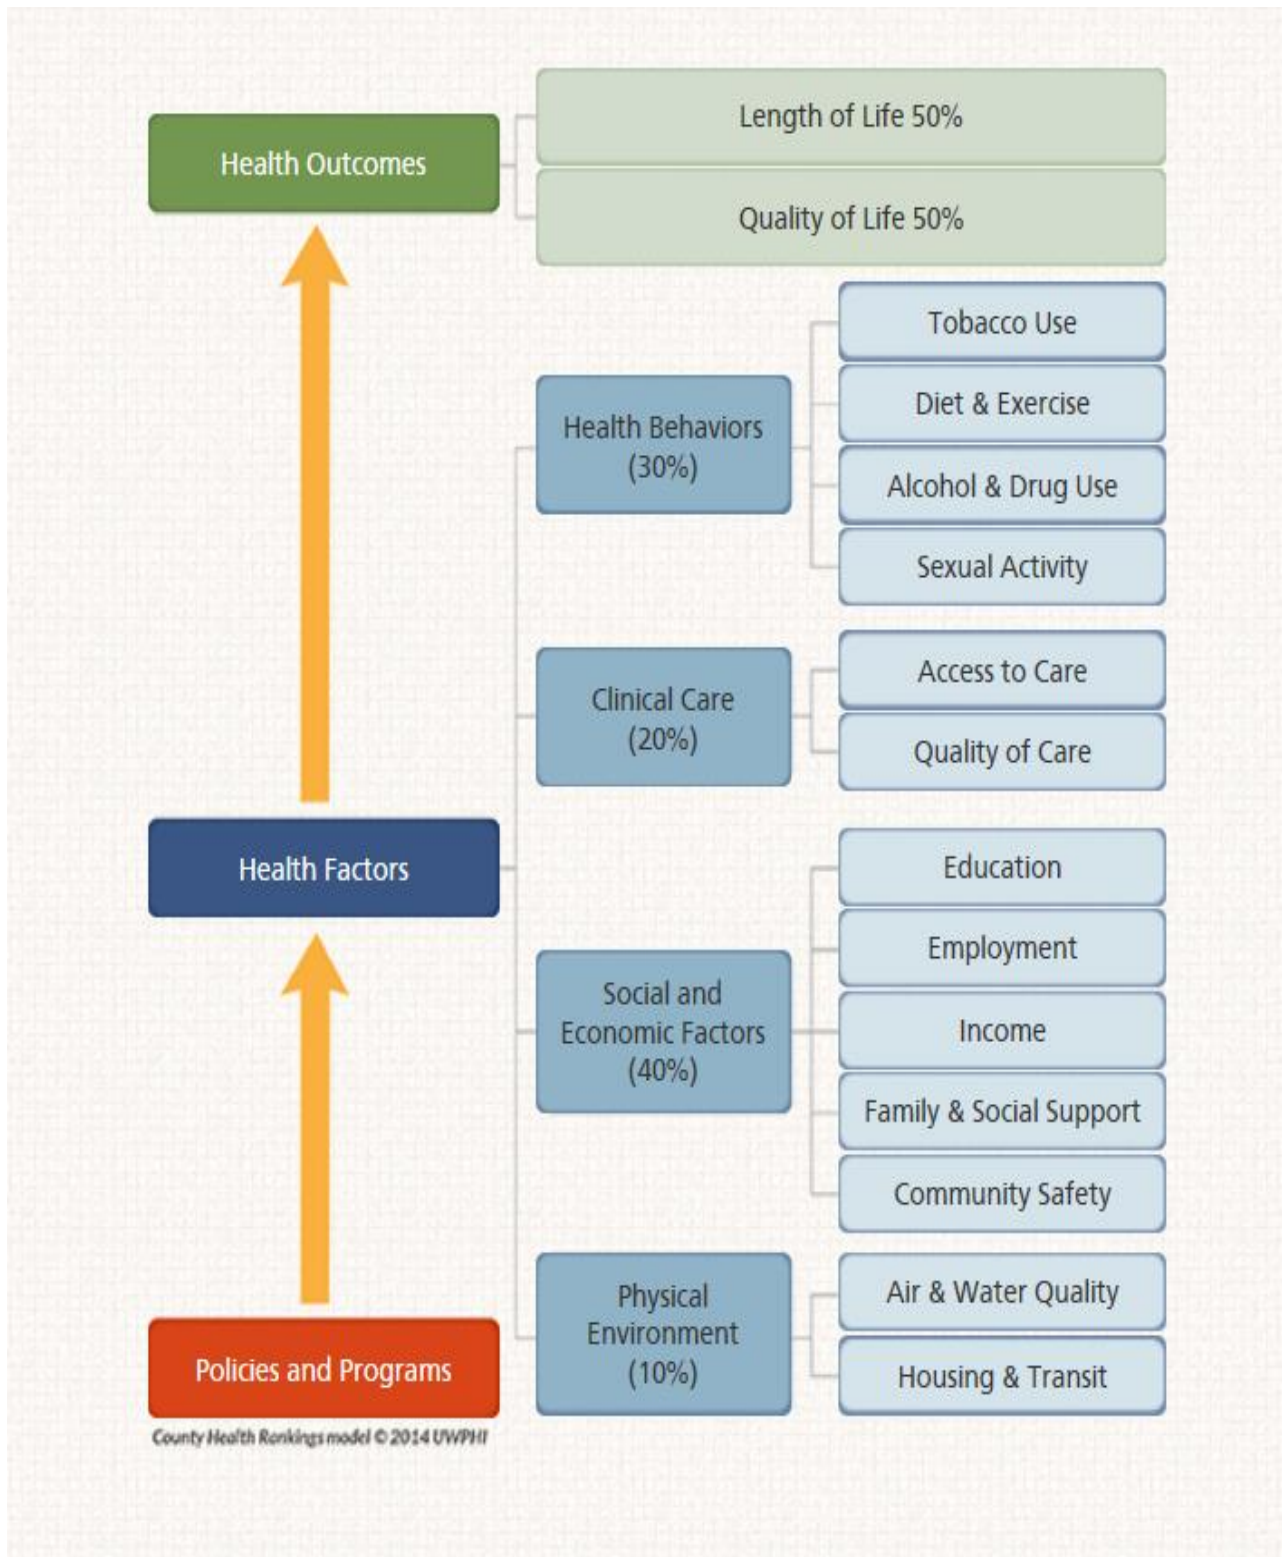 Health Outcomes
Length of Life 50%
Quality of Life 50%
Health Factors
Health Behaviors
(30%)
Tobacco Use
Diet & Exercise
Alcohol & Drug Use
Sexual Activity
Clinical Care
(20%)
Access to Care
Quality of Care
Social and
Economic Factors
(40%)
Education
Employment
Income
Family & Social Support
Community Safety
Physical
Environment
(10%)
Air & Water Quality
Housing & Transit
Policies and Programs
County Health Rankings model © 2014 UWPHI